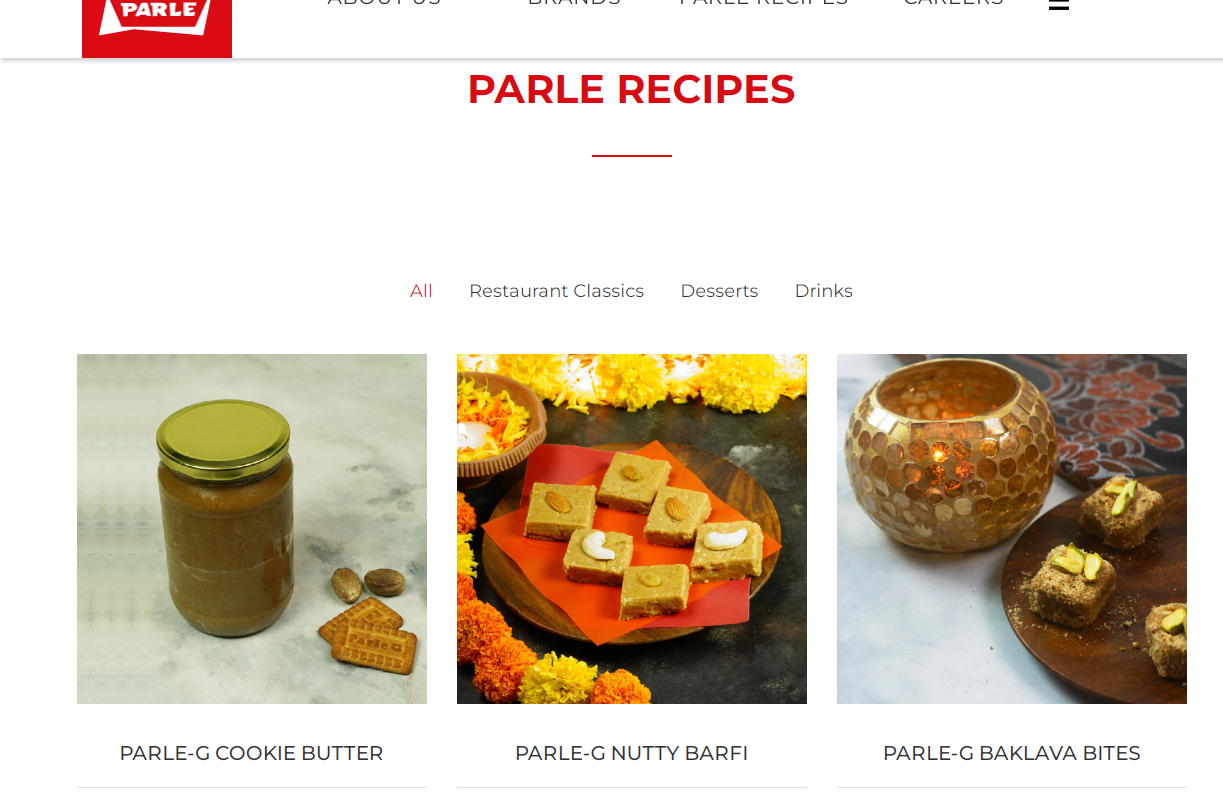 PARLE
ABOUT US BRANDS PARLE RECIPES CAREERS
PARLE RECIPES
All Restaurant Classics Desserts Drinks
Parle-G
PARLE-G COOKIE BUTTER PARLE-G NUTTY BARFI PARLE-G BAKLAVA BITES